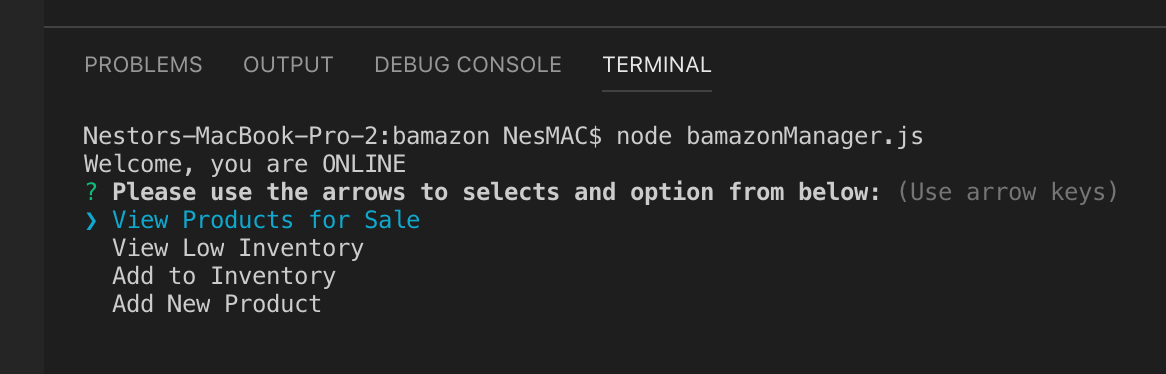 PROBLEMS OUTPUT DEBUG CONSOLE TERMINAL
Nestors-MacBook-Pro-2:bamazon NesMAC$ node bamazonManager.js
Welcome, you are ONLINE
? Please use the arrows to selects and option from below: (Use arrow keys)
❯ View Products for Sale
View Low Inventory
Add to Inventory
Add New Product